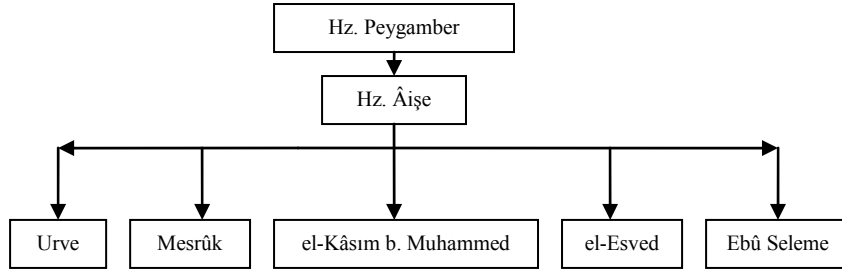 Hz. Peygamber
Hz. Âişe
Urve
Mesrûk
el-Kâsım b. Muhammed
el-Esved
Ebû Seleme